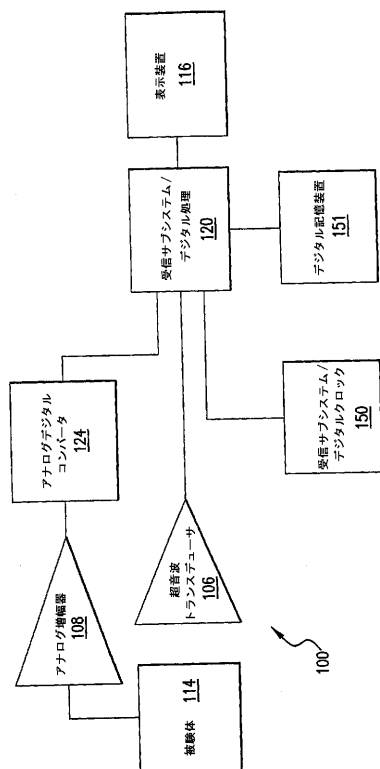 表示装置
116
受信サブシステム/
デジタル処理
120
デジタル記憶装置
151
アナログデジタル
コンバータ
124
受信サブシステム/
デジタルクロック
150
アナログ増幅器
108
超音波
トランスデューサ
106
被験体
114
100